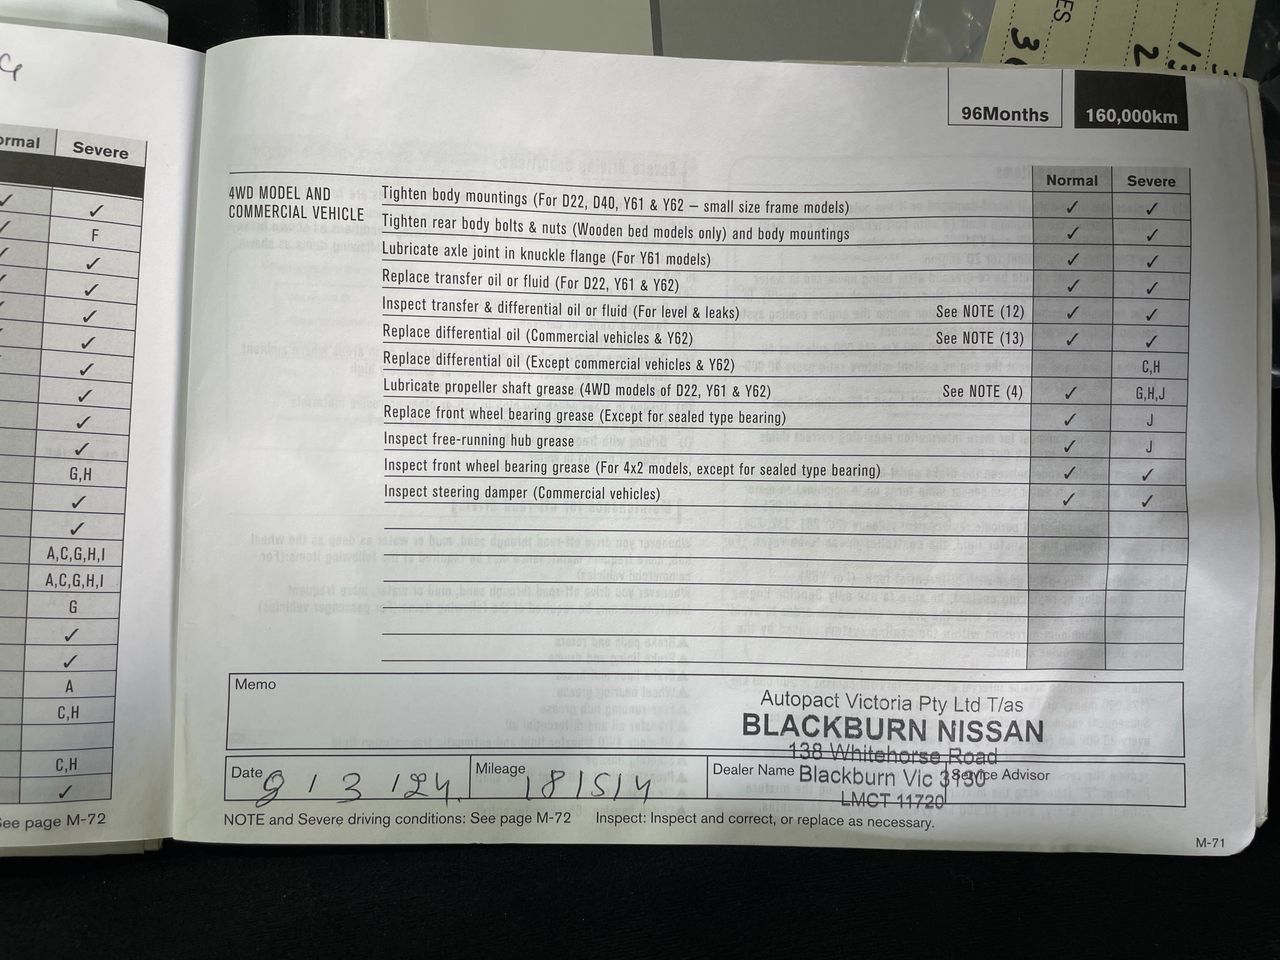 ormal Severe
✓ ✓
✓ F
✓ ✓
✓ ✓
✓ ✓
✓
✓
✓
✓
✓
G,H
✓
✓
A,C,G,H,I
A,C,G,H,I
G
✓
✓
A
C,H
C,H
✓
ee page M-72
ES
96Months 160,000km
Normal Severe
4WD MODEL AND
COMMERCIAL VEHICLE
Tighten body mountings (For D22, D40, Y61 & Y62 – small size frame models) ✓ ✓
Tighten rear body bolts & nuts (Wooden bed models only) and body mountings ✓ ✓
Lubricate axle joint in knuckle flange (For Y61 models) ✓ ✓
Replace transfer oil or fluid (For D22, Y61 & Y62) ✓ ✓
Inspect transfer & differential oil or fluid (For level & leaks) See NOTE (12) ✓ ✓
Replace differential oil (Commercial vehicles & Y62) See NOTE (13) ✓ ✓
Replace differential oil (Except commercial vehicles & Y62) C,H
Lubricate propeller shaft grease (4WD models of D22, Y61 & Y62) See NOTE (4) ✓ G,H,J
Replace front wheel bearing grease (Except for sealed type bearing) ✓ J
Inspect free-running hub grease ✓ J
Inspect front wheel bearing grease (For 4x2 models, except for sealed type bearing) ✓ ✓
Inspect steering damper (Commercial vehicles) ✓ ✓
Memo
Autopact Victoria Pty Ltd T/as
BLACKBURN NISSAN
138 Whitehorse Road
Blackburn Vic 3130
LMCT 11720
Date 8/3/24.
Mileage 181514
Dealer Name
Service Advisor
NOTE and Severe driving conditions: See page M-72 Inspect: Inspect and correct, or replace as necessary.
M-71